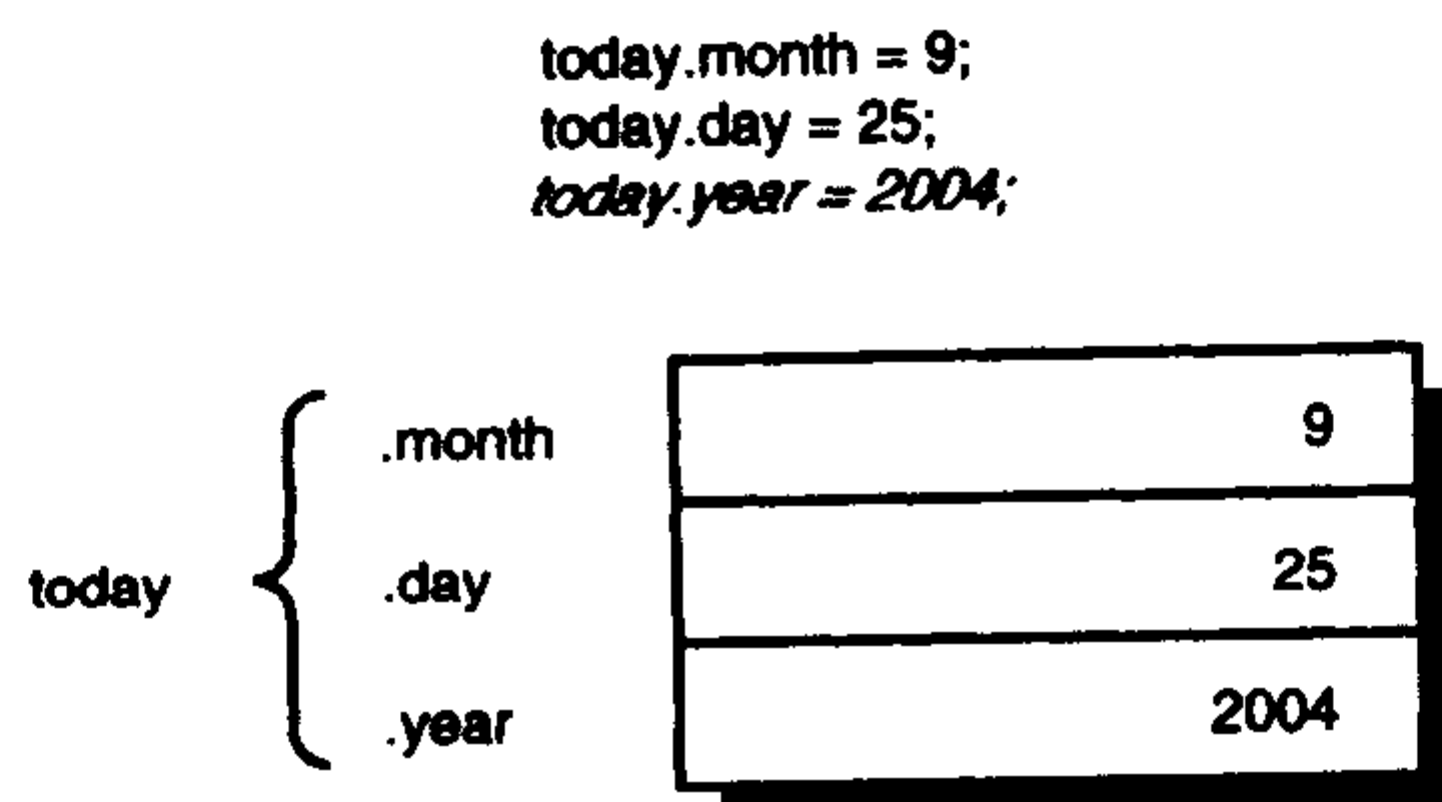 today.month = 9;
today.day = 25;
today.year = 2004;
.month 9
today .day 25
.year 2004